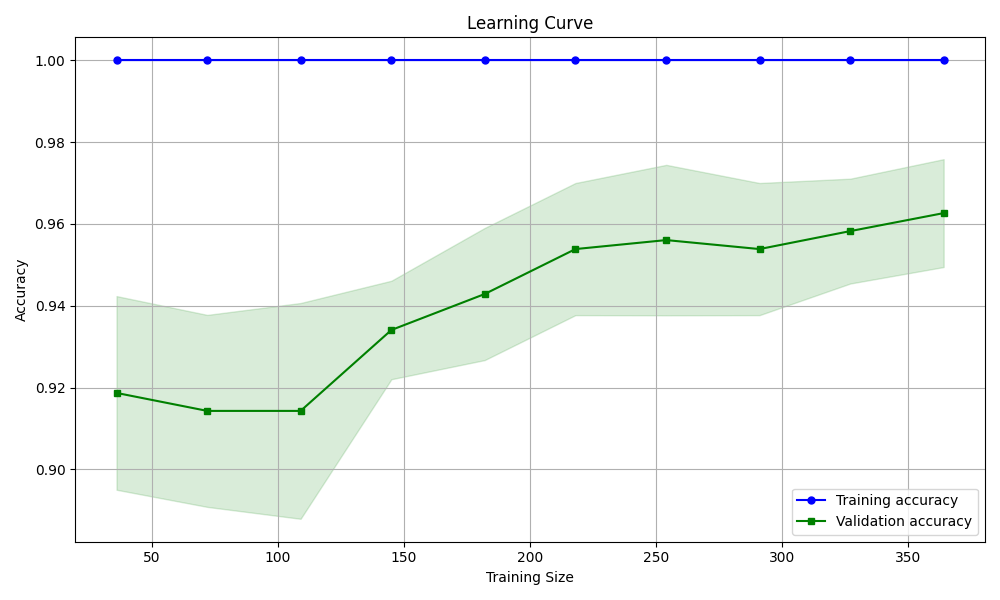 Learning Curve
Accuracy
1.00
0.98
0.96
0.94
0.92
0.90
50 100 150 200 250 300 350
Training Size
Training accuracy
Validation accuracy